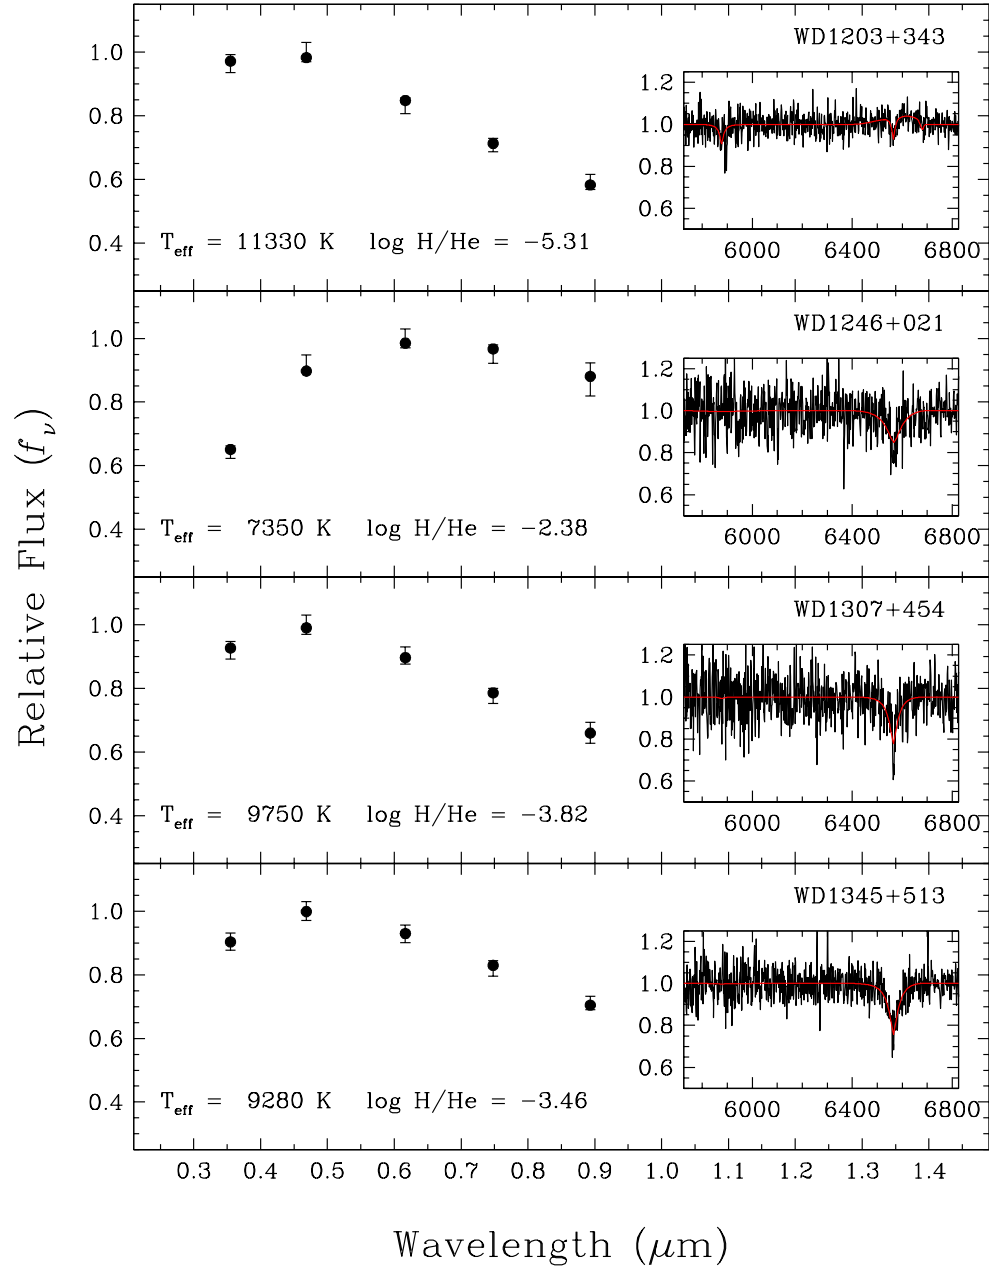 WD1203+343
1.0
0.8
0.6
0.4
1.2
1.0
0.8
0.6
6000 6400 6800
T_eff = 11330 K log H/He = −5.31
WD1246+021
1.0
0.8
0.6
0.4
1.2
1.0
0.8
0.6
6000 6400 6800
T_eff = 7350 K log H/He = −2.38
WD1307+454
1.0
0.8
0.6
0.4
1.2
1.0
0.8
0.6
6000 6400 6800
T_eff = 9750 K log H/He = −3.82
WD1345+513
1.0
0.8
0.6
0.4
1.2
1.0
0.8
0.6
6000 6400 6800
T_eff = 9280 K log H/He = −3.46
0.3 0.4 0.5 0.6 0.7 0.8 0.9 1.0 1.1 1.2 1.3 1.4
Wavelength (μm)
Relative Flux (f_ν)